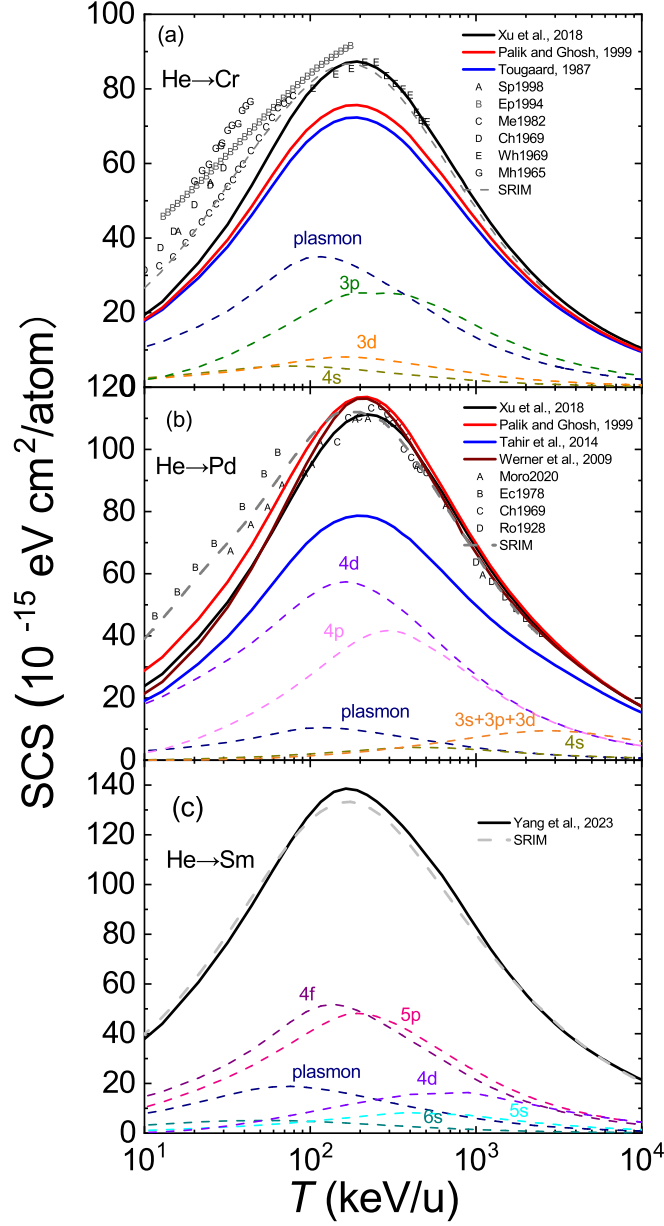 (a)
He→Cr
Xu et al., 2018
Palik and Ghosh, 1999
Tougaard, 1987
A Sp1998
B Ep1994
C Me1982
D Ch1969
E Wh1969
G Mh1965
SRIM
100
80
60
40
20
plasmon
3p
3d
4s
120
(b)
He→Pd
Xu et al., 2018
Palik and Ghosh, 1999
Tahir et al., 2014
Werner et al., 2009
A Moro2020
B Ec1978
C Ch1969
D Ro1928
SRIM
100
80
60
40
20
0
4d
4p
plasmon
3s+3p+3d
4s
SCS (10 -15 eV cm2/atom)
(c)
He→Sm
Yang et al., 2023
SRIM
140
120
100
80
60
40
20
0
4f
5p
plasmon
4d
5s
6s
10¹ 10² 10³ 10⁴
T (keV/u)